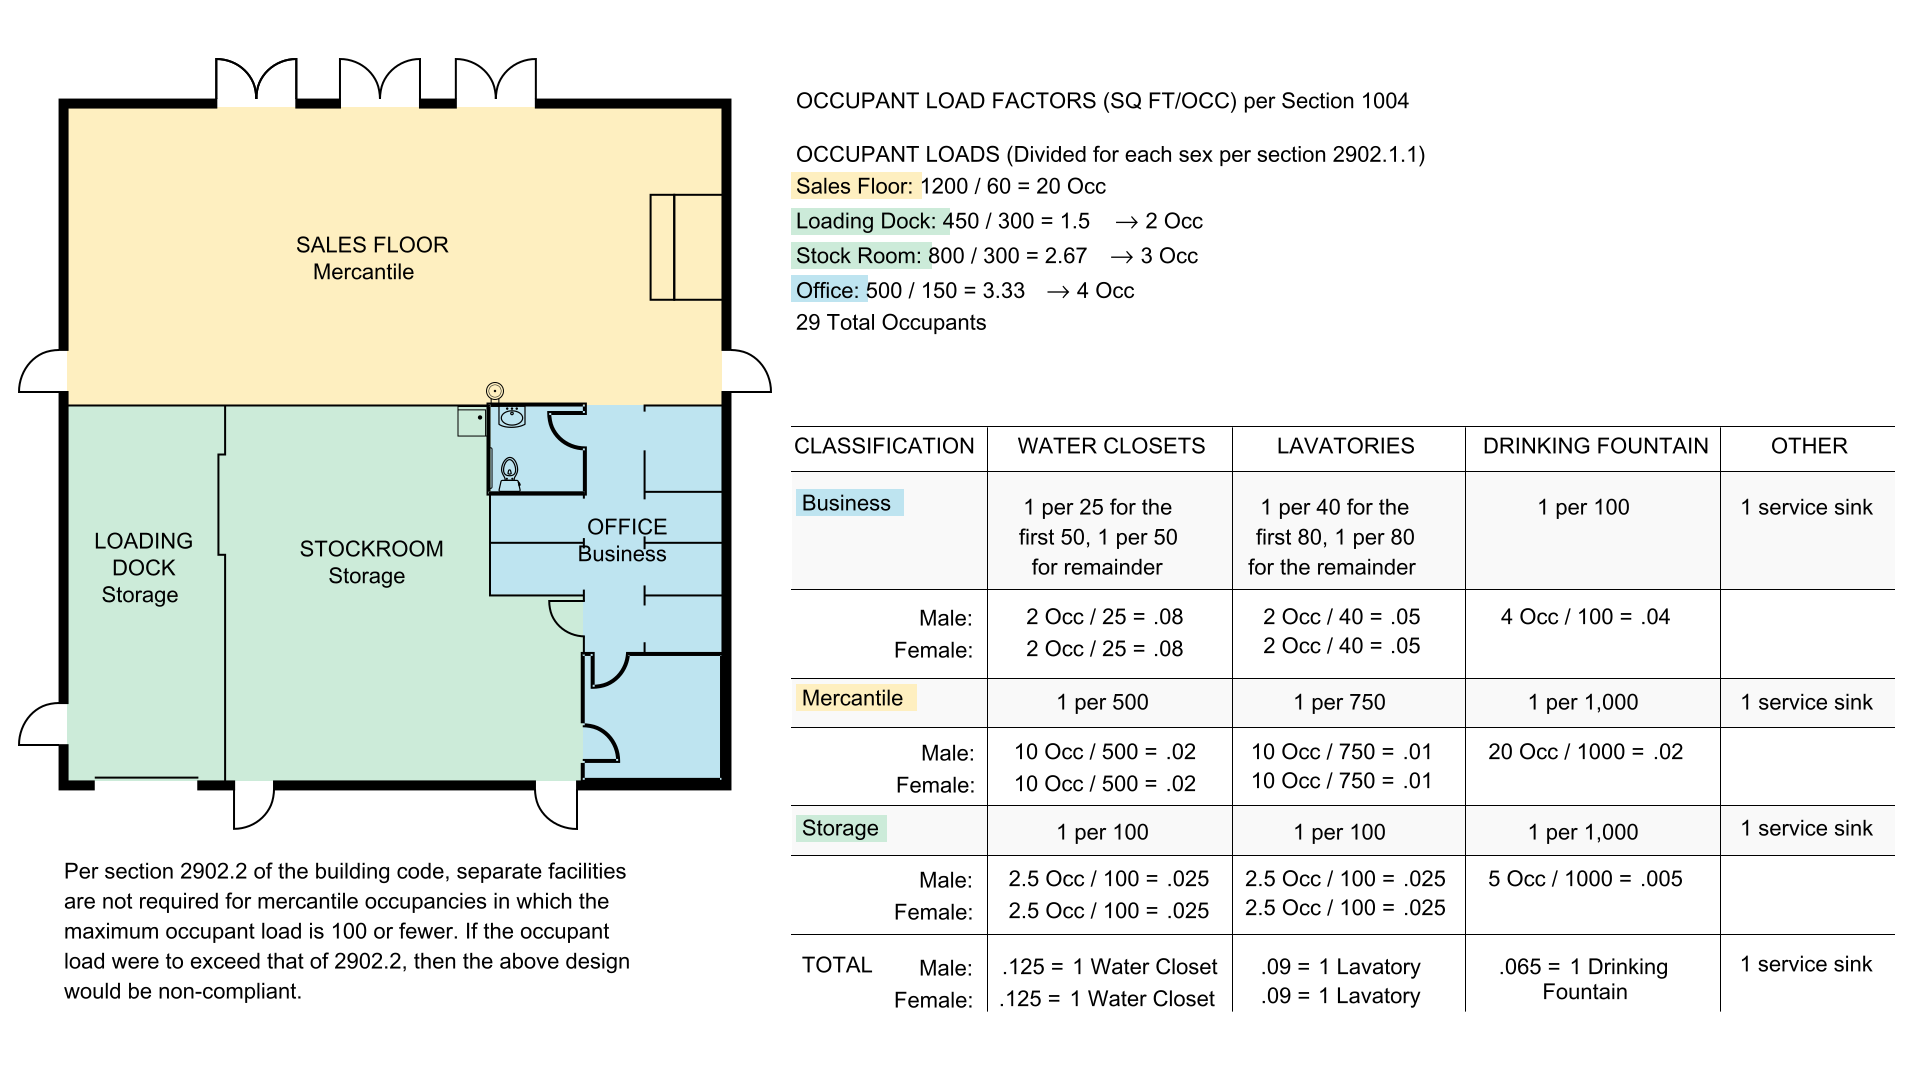 SALES FLOOR
Mercantile
LOADING
DOCK
Storage
STOCKROOM
Storage
OFFICE
Business
Per section 2902.2 of the building code, separate facilities
are not required for mercantile occupancies in which the
maximum occupant load is 100 or fewer. If the occupant
load were to exceed that of 2902.2, then the above design
would be non-compliant.
OCCUPANT LOAD FACTORS (SQ FT/OCC) per Section 1004
OCCUPANT LOADS (Divided for each sex per section 2902.1.1)
Sales Floor: 1200 / 60 = 20 Occ
Loading Dock: 450 / 300 = 1.5 → 2 Occ
Stock Room: 800 / 300 = 2.67 → 3 Occ
Office: 500 / 150 = 3.33 → 4 Occ
29 Total Occupants
CLASSIFICATION WATER CLOSETS LAVATORIES DRINKING FOUNTAIN OTHER
Business 1 per 25 for the 1 per 40 for the 1 per 100 1 service sink
first 50, 1 per 50 first 80, 1 per 80
for remainder for the remainder
Male: 2 Occ / 25 = .08 2 Occ / 40 = .05 4 Occ / 100 = .04
Female: 2 Occ / 25 = .08 2 Occ / 40 = .05
Mercantile 1 per 500 1 per 750 1 per 1,000 1 service sink
Male: 10 Occ / 500 = .02 10 Occ / 750 = .01 20 Occ / 1000 = .02
Female: 10 Occ / 500 = .02 10 Occ / 750 = .01
Storage 1 per 100 1 per 100 1 per 1,000 1 service sink
Male: 2.5 Occ / 100 = .025 2.5 Occ / 100 = .025 5 Occ / 1000 = .005
Female: 2.5 Occ / 100 = .025 2.5 Occ / 100 = .025
TOTAL Male: .125 = 1 Water Closet .09 = 1 Lavatory .065 = 1 Drinking 1 service sink
Female: .125 = 1 Water Closet .09 = 1 Lavatory Fountain